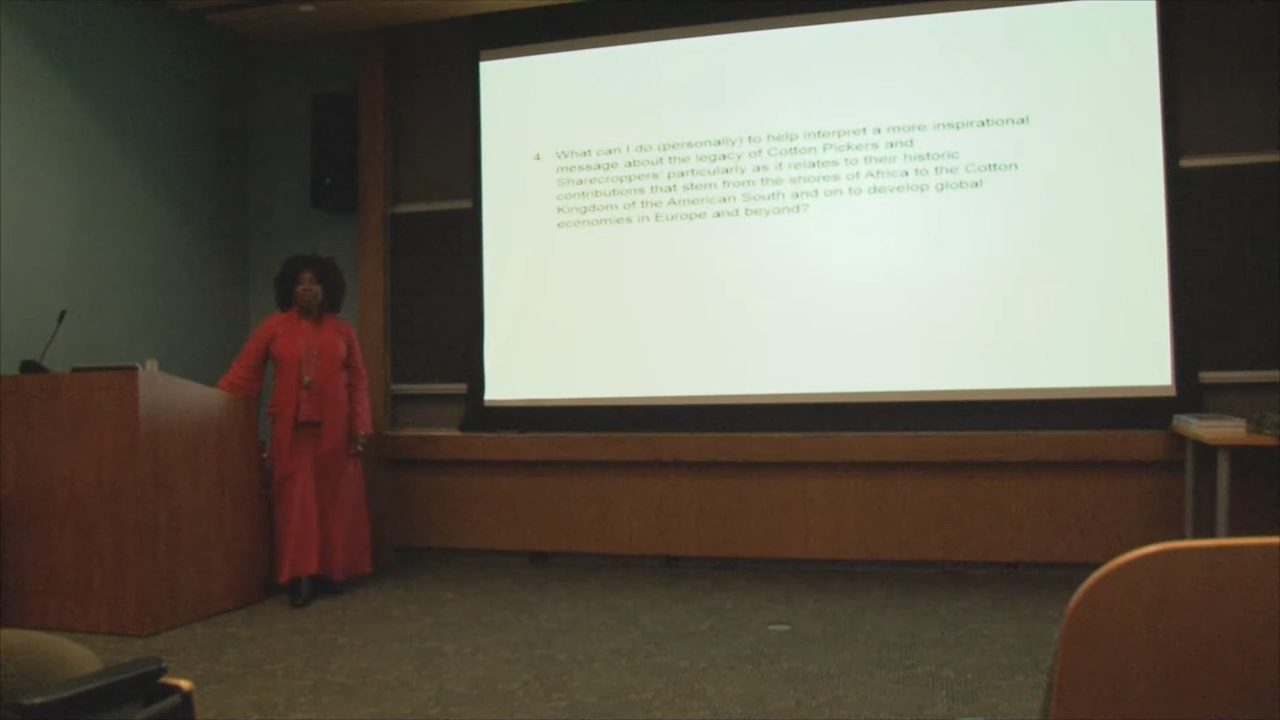 4. What can I do (personally) to help interpret a more inspirational
message about the legacy of Cotton Pickers and
Sharecroppers' particularly as it relates to their historic
contributions that stem from the shores of Africa to the Cotton
Kingdom of the American South and on to develop global
economies in Europe and beyond?